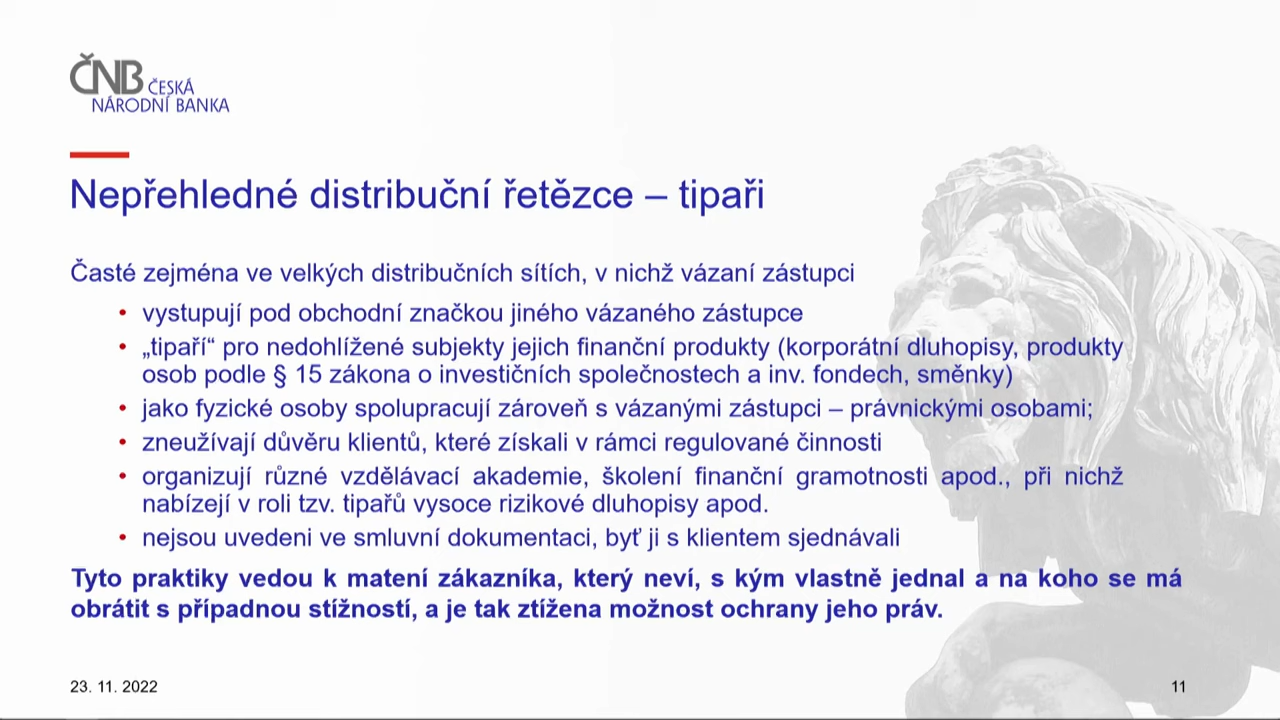 ČNB ČESKÁ
NÁRODNÍ BANKA
Nepřehledné distribuční řetězce – tipaři
Časté zejména ve velkých distribučních sítích, v nichž vázaní zástupci
• vystupují pod obchodní značkou jiného vázaného zástupce
• „tipaří“ pro nedohlížené subjekty jejich finanční produkty (korporátní dluhopisy, produkty
osob podle § 15 zákona o investičních společnostech a inv. fondech, směnky)
• jako fyzické osoby spolupracují zároveň s vázanými zástupci – právnickými osobami;
• zneužívají důvěru klientů, které získali v rámci regulované činnosti
• organizují různé vzdělávací akademie, školení finanční gramotnosti apod., při nichž
nabízejí v roli tzv. tipařů vysoce rizikové dluhopisy apod.
• nejsou uvedeni ve smluvní dokumentaci, byť ji s klientem sjednávali
Tyto praktiky vedou k matení zákazníka, který neví, s kým vlastně jednal a na koho se má
obrátit s případnou stížností, a je tak ztížena možnost ochrany jeho práv.
23. 11. 2022
11